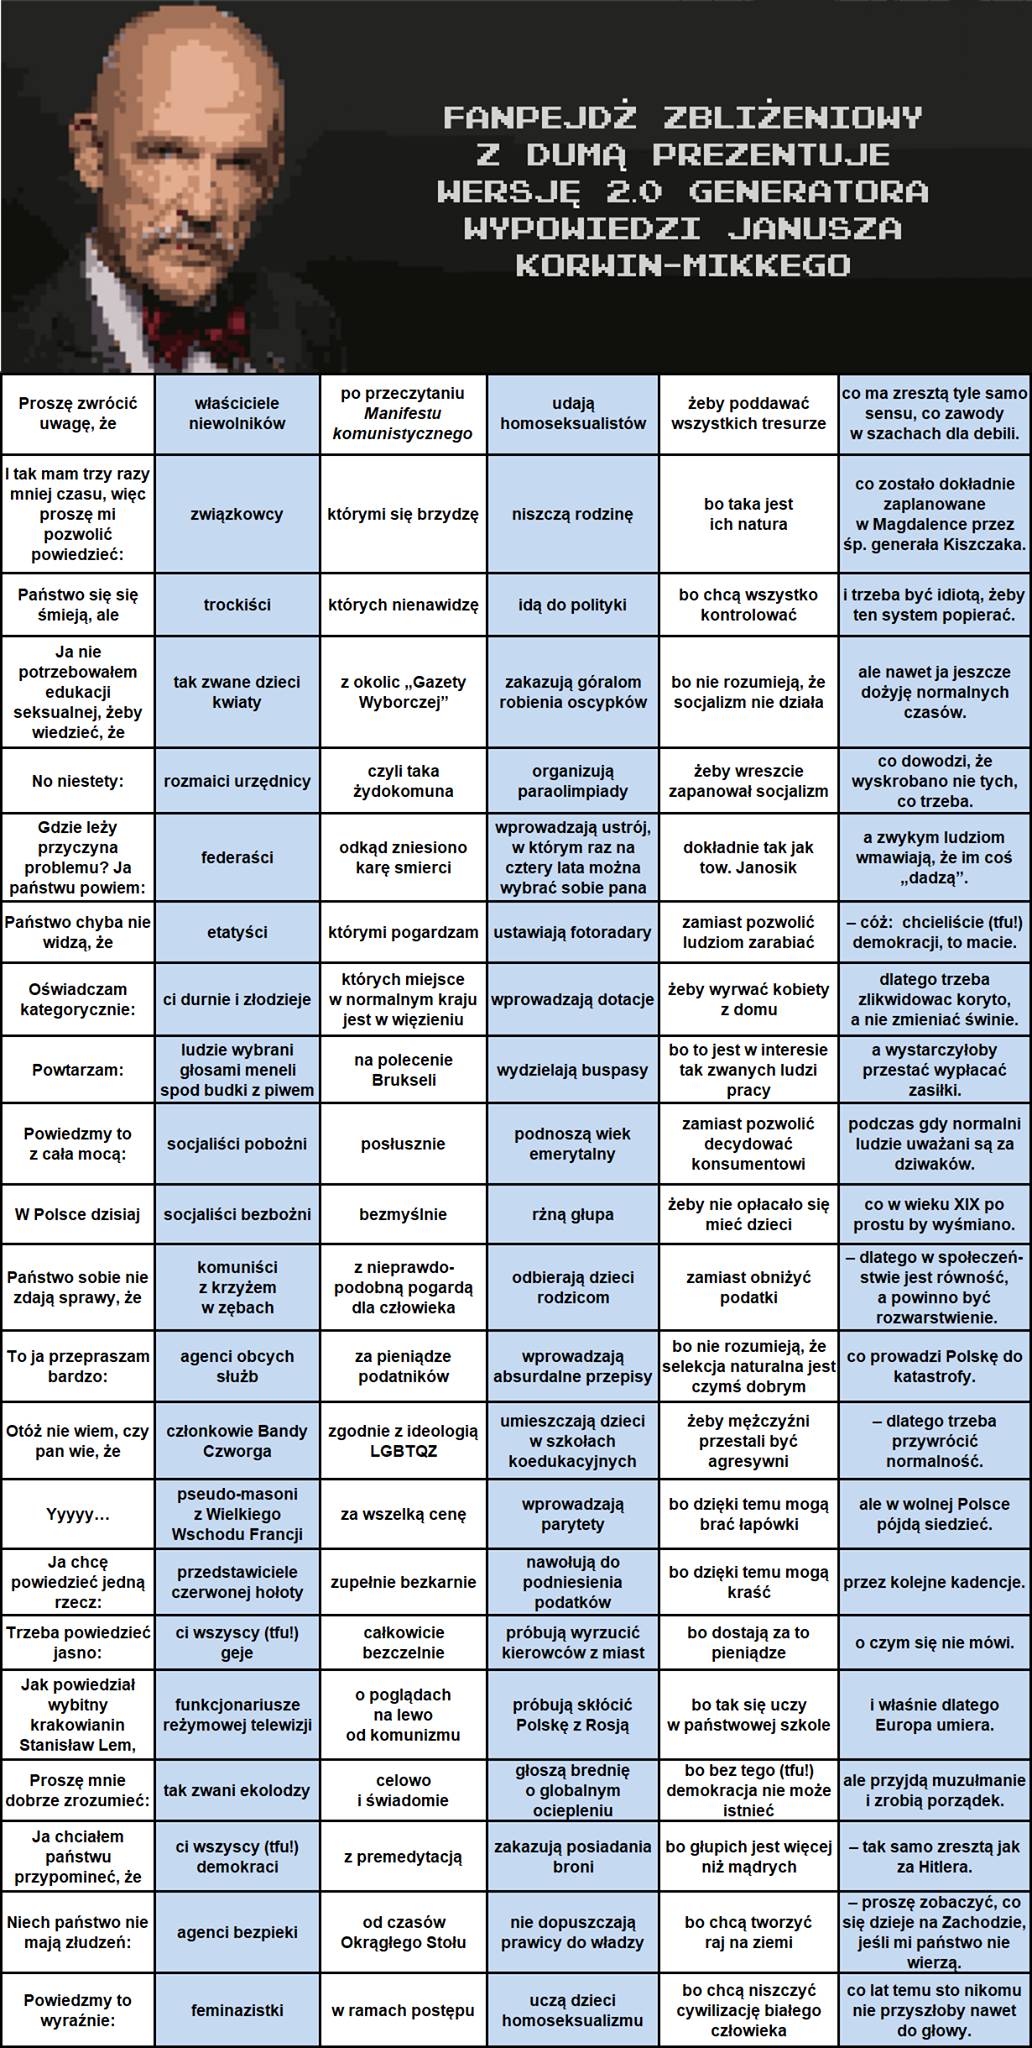 FANPEJDŻ ZBLIŻENIOWY
Z DUMĄ PREZENTUJE
WERSJĘ 2.0 GENERATORA
WYPOWIEDZI JANUSZA
KORWIN-MIKKEGO
Proszę zwrócić
uwagę, że
właściciele
niewolników
po przeczytaniu
Manifestu
komunistycznego
udają
homoseksualistów
żeby poddawać
wszystkich tresurze
co ma zresztą tyle samo
sensu, co zawody
w szachach dla debili.
I tak mam trzy razy
mniej czasu, więc
proszę mi
pozwolić
powiedzieć:
związkowcy
którymi się brzydzę
niszczą rodzinę
bo taka jest
ich natura
co zostało dokładnie
zaplanowane
w Magdalence przez
śp. generała Kiszczaka.
Państwo się się
śmieją, ale
trockiści
których nienawidzę
idą do polityki
bo chcą wszystko
kontrolować
i trzeba być idiotą, żeby
ten system popierać.
Ja nie
potrzebowałem
edukacji
seksualnej, żeby
wiedzieć, że
tak zwane dzieci
kwiaty
z okolic „Gazety
Wyborczej”
zakazują góralom
robienia oscypków
bo nie rozumieją, że
socjalizm nie działa
ale nawet ja jeszcze
dożyję normalnych
czasów.
No niestety:
rozmaici urzędnicy
czyli taka
żydokomuna
organizują
paraolimpiady
żeby wreszcie
zapanował socjalizm
co dowodzi, że
wyskrobano nie tych,
co trzeba.
Gdzie leży
przyczyna
problemu? Ja
państwu powiem:
federaści
odkąd zniesiono
karę smierci
wprowadzają ustrój,
w którym raz na
cztery lata można
wybrać sobie pana
dokładnie tak jak
tow. Janosik
a zwykym ludziom
wmawiają, że im coś
„dadzą”.
Państwo chyba nie
widzą, że
etatyści
którymi pogardzam
ustawiają fotoradary
zamiast pozwolić
ludziom zarabiać
– cóż: chcieliście (tfu!)
demokracji, to macie.
Oświadczam
kategorycznie:
ci durnie i złodzieje
których miejsce
w normalnym kraju
jest w więzieniu
wprowadzają dotacje
żeby wyrwać kobiety
z domu
dlatego trzeba
zlikwidowac koryto,
a nie zmieniać świnie.
Powtarzam:
ludzie wybrani
głosami meneli
spod budki z piwem
na polecenie
Brukseli
wydzielają buspasy
bo to jest w interesie
tak zwanych ludzi
pracy
a wystarczyłoby
przestać wypłacać
zasiłki.
Powiedzmy to
z cała mocą:
socjaliści pobożni
posłusznie
podnoszą wiek
emerytalny
zamiast pozwolić
decydować
konsumentowi
podczas gdy normalni
ludzie uważani są za
dziwaków.
W Polsce dzisiaj
socjaliści bezbożni
bezmyślnie
rżną głupa
żeby nie opłacało się
mieć dzieci
co w wieku XIX po
prostu by wyśmiano.
Państwo sobie nie
zdają sprawy, że
komuniści
z krzyżem
w zębach
z nieprawdo-
podobną pogardą
dla człowieka
odbierają dzieci
rodzicom
zamiast obniżyć
podatki
– dlatego w społeczeń-
stwie jest równość,
a powinno być
rozwarstwienie.
To ja przepraszam
bardzo:
agenci obcych
służb
za pieniądze
podatników
wprowadzają
absurdalne przepisy
bo nie rozumieją, że
selekcja naturalna jest
czymś dobrym
co prowadzi Polskę do
katastrofy.
Otóż nie wiem, czy
pan wie, że
członkowie Bandy
Czworga
zgodnie z ideologią
LGBTQZ
umieszczają dzieci
w szkołach
koedukacyjnych
żeby mężczyźni
przestali być
agresywni
– dlatego trzeba
przywrócić
normalność.
Yyyyy...
pseudo-masoni
z Wielkiego
Wschodu Francji
za wszelką cenę
wprowadzają
parytety
bo dzięki temu mogą
brać łapówki
ale w wolnej Polsce
pójdą siedzieć.
Ja chcę
powiedzieć jedną
rzecz:
przedstawiciele
czerwonej hołoty
zupełnie bezkarnie
nawołują do
podniesienia
podatków
bo dzięki temu mogą
kraść
przez kolejne kadencje.
Trzeba powiedzieć
jasno:
ci wszyscy (tfu!)
geje
całkowicie
bezczelnie
próbują wyrzucić
kierowców z miast
bo dostają za to
pieniądze
o czym się nie mówi.
Jak powiedział
wybitny
krakowianin
Stanisław Lem,
funkcjonariusze
reżymowej telewizji
o poglądach
na lewo
od komunizmu
próbują skłócić
Polskę z Rosją
bo tak się uczy
w państwowej szkole
i właśnie dlatego
Europa umiera.
Proszę mnie
dobrze zrozumieć:
tak zwani ekolodzy
celowo
i świadomie
głoszą brednię
o globalnym
ociepleniu
bo bez tego (tfu!)
demokracja nie może
istnieć
ale przyjdą muzułmanie
i zrobią porządek.
Ja chciałem
państwu
przypomineć, że
ci wszyscy (tfu!)
demokraci
z premedytacją
zakazują posiadania
broni
bo głupich jest więcej
niż mądrych
– tak samo zresztą jak
za Hitlera.
Niech państwo nie
mają złudzeń:
agenci bezpieki
od czasów
Okrągłego Stołu
nie dopuszczają
prawicy do władzy
bo chcą tworzyć
raj na ziemi
– proszę zobaczyć, co
się dzieje na Zachodzie,
jeśli mi państwo nie
wierzą.
Powiedzmy to
wyraźnie:
feminazistki
w ramach postępu
uczą dzieci
homoseksualizmu
bo chcą niszczyć
cywilizację białego
człowieka
co lat temu sto nikomu
nie przyszłoby nawet
do głowy.